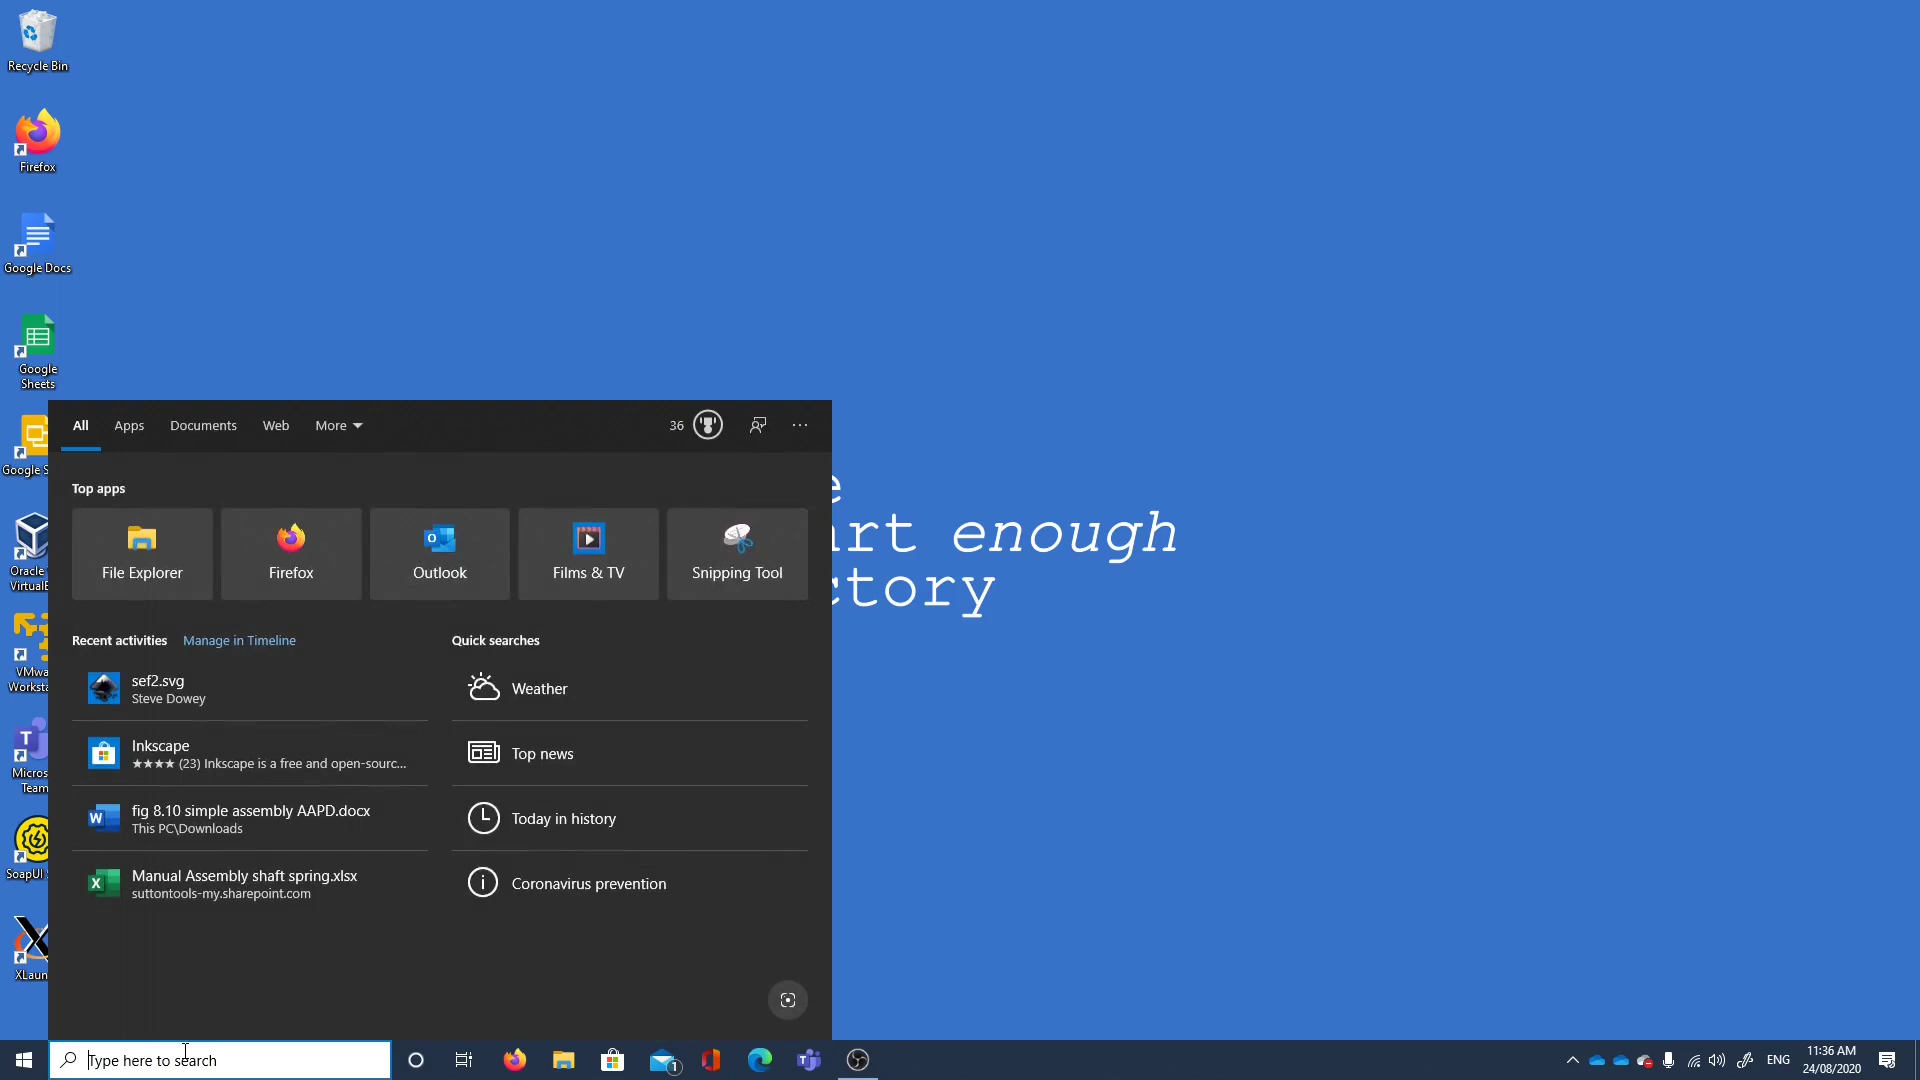 Recycle Bin
Firefox
Google Docs
Google
Sheets
Google S
Oracle
VirtualB
VMwa
Worksta
Micros
Team
SoapUI
XLaun
enough
ctory
All
Apps
Documents
Web
More
36
Top apps
File Explorer
Firefox
Outlook
Films & TV
Snipping Tool
Recent activities
Manage in Timeline
sef2.svg
Steve Dowey
Inkscape
★★★★ (23) Inkscape is a free and open-sourc...
fig 8.10 simple assembly AAPD.docx
This PC\Downloads
Manual Assembly shaft spring.xlsx
suttontools-my.sharepoint.com
Quick searches
Weather
Top news
Today in history
Coronavirus prevention
Type here to search
1
ENG
11:36 AM
24/08/2020